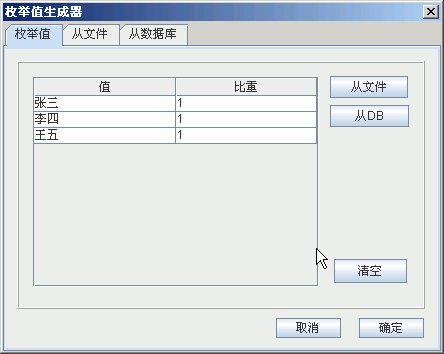 枚举值生成器
枚举值 从文件 从数据库
值 比重
张三 1
李四 1
王五 1
从文件
从DB
清空
取消 确定